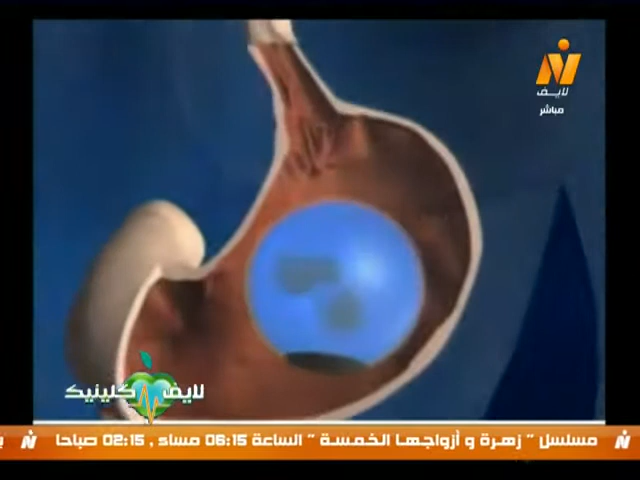 لايف
مباشر
لايف كلينيك
مسلسل " زهرة و أزواجها الخمسة " الساعة 06:15 مساء , 02:15 صباحا